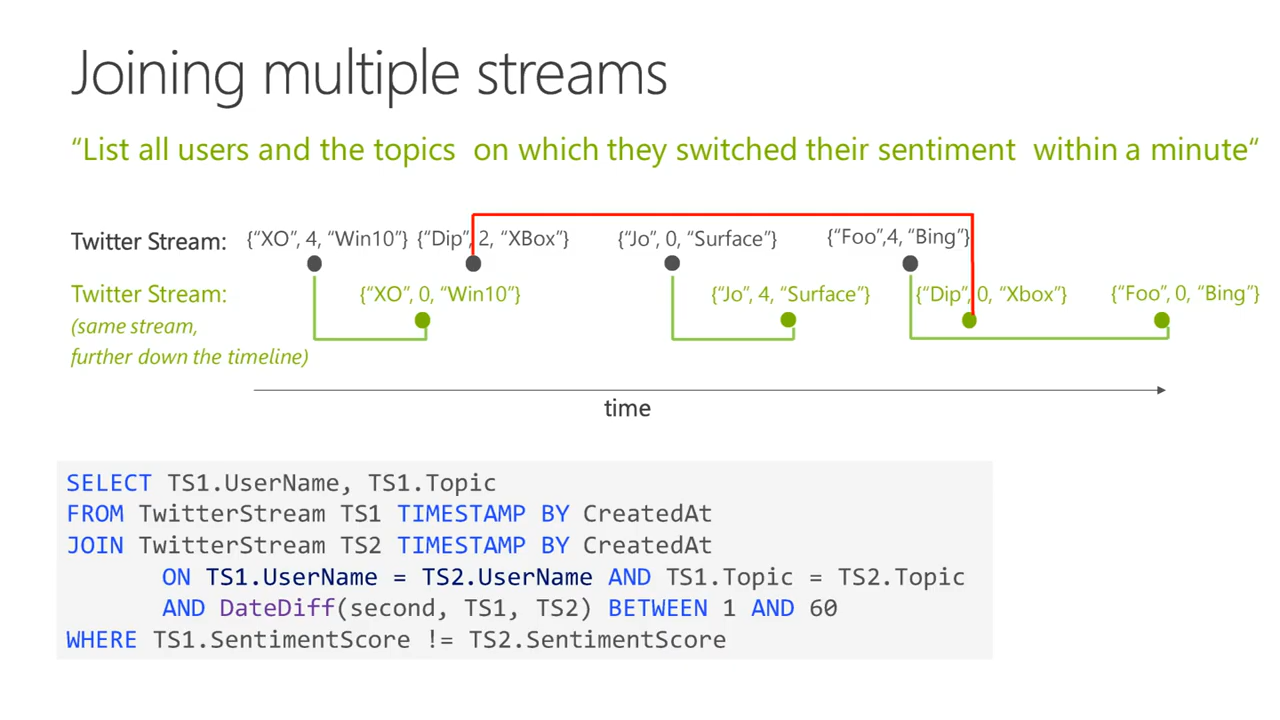 Joining multiple streams
“List all users and the topics on which they switched their sentiment within a minute“
Twitter Stream: {“XO”, 4, “Win10”} {“Dip”, 2, “XBox”} {“Jo”, 0, “Surface”} {“Foo”,4, “Bing”}
Twitter Stream: {“XO”, 0, “Win10”} {“Jo”, 4, “Surface”} {“Dip”, 0, “Xbox”} {“Foo”, 0, “Bing”}
(same stream,
further down the timeline)
time
SELECT TS1.UserName, TS1.Topic
FROM TwitterStream TS1 TIMESTAMP BY CreatedAt
JOIN TwitterStream TS2 TIMESTAMP BY CreatedAt
ON TS1.UserName = TS2.UserName AND TS1.Topic = TS2.Topic
AND DateDiff(second, TS1, TS2) BETWEEN 1 AND 60
WHERE TS1.SentimentScore != TS2.SentimentScore